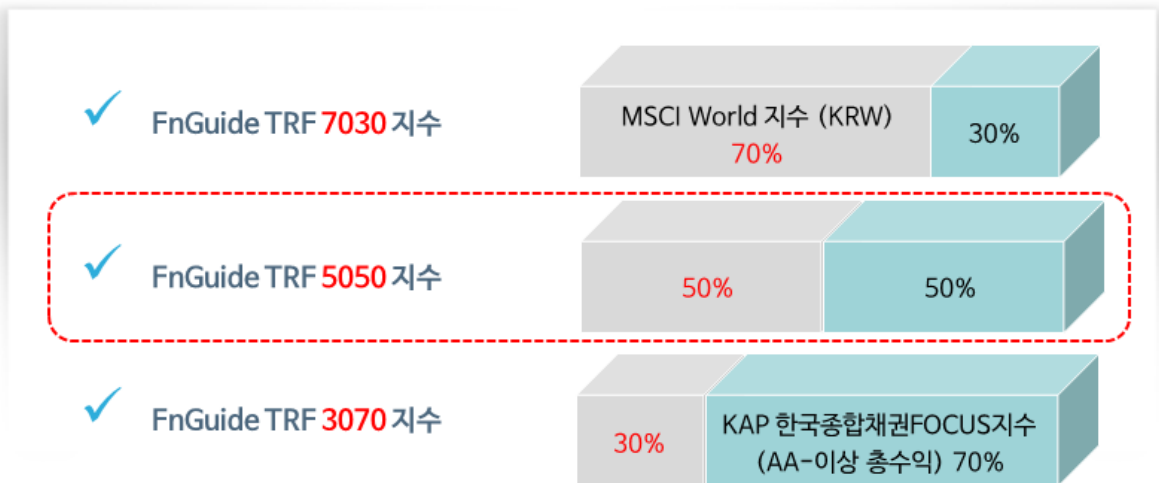 FnGuide TRF 7030 지수
MSCI World 지수 (KRW)
70%
30%
FnGuide TRF 5050 지수
50%
50%
FnGuide TRF 3070 지수
30%
KAP 한국종합채권FOCUS지수
(AA-이상 총수익) 70%